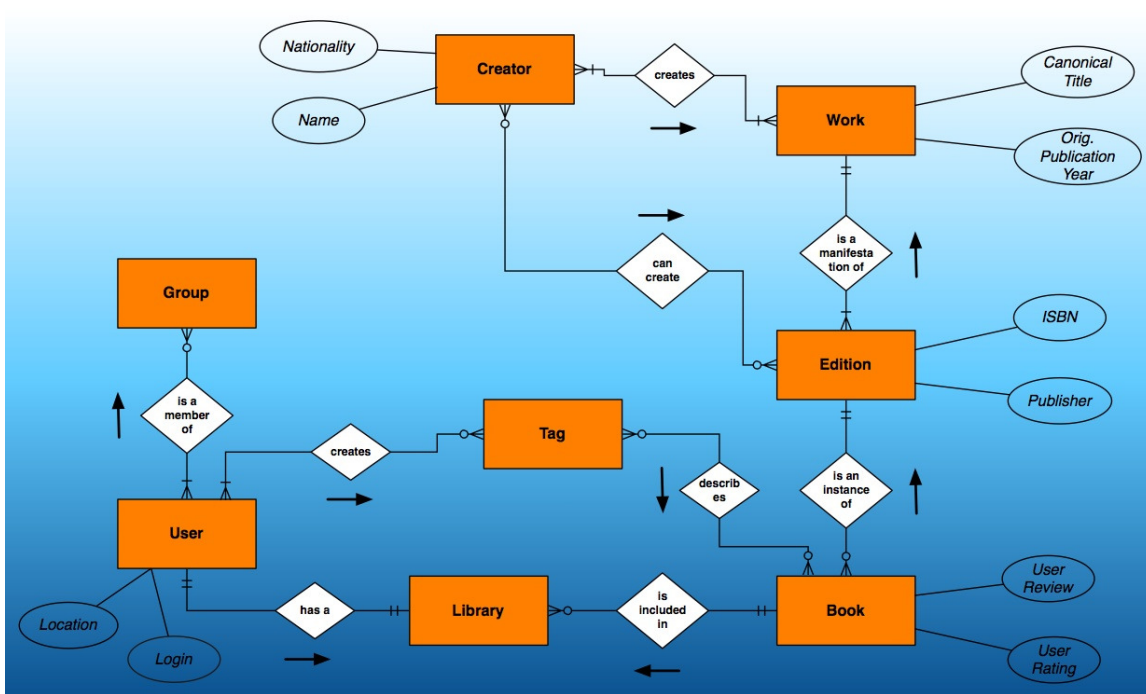 Nationality
Creator
creates
Canonical
Title
Name
Work
Orig.
Publication
Year
can
create
is a
manifesta
tion of
Group
ISBN
Edition
is a
member
of
Publisher
creates
Tag
describ
es
is an
instance
of
User
Location
Login
has a
Library
is
included
in
Book
User
Review
User
Rating